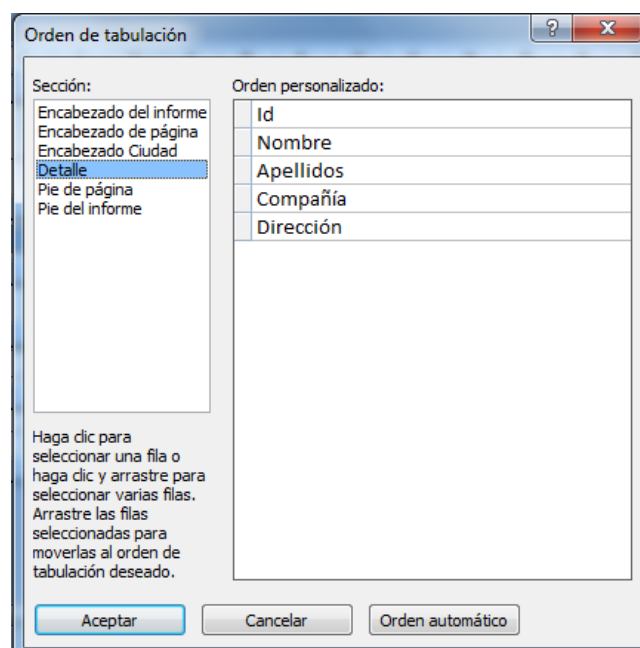 Orden de tabulación
Sección:
Encabezado del informe
Encabezado de página
Encabezado Ciudad
Detalle
Pie de página
Pie del informe
Haga clic para
seleccionar una fila o
haga clic y arrastre para
seleccionar varias filas.
Arrastre las filas
seleccionadas para
moverlas al orden de
tabulación deseado.
Orden personalizado:
Id
Nombre
Apellidos
Compañía
Dirección
Aceptar
Cancelar
Orden automático